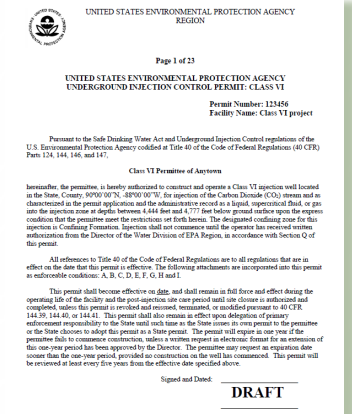 UNITED STATES ENVIRONMENTAL PROTECTION AGENCY
REGION
Page 1 of 23
UNITED STATES ENVIRONMENTAL PROTECTION AGENCY
UNDERGROUND INJECTION CONTROL PERMIT: CLASS VI
Permit Number: 123456
Facility Name: Class VI project
Pursuant to the Safe Drinking Water Act and Underground Injection Control regulations of the
U.S. Environmental Protection Agency codified at Title 40 of the Code of Federal Regulations (40 CFR)
Parts 124, 144, 146, and 147,
Class VI Permittee of Anytown
hereinafter, the permittee, is hereby authorized to construct and operate a Class VI injection well located
in the State, County, 90°00'00"N, -88°00'00"W, for injection of the Carbon Dioxide (CO₂) stream and as
characterized in the permit application and the administrative record as a liquid, supercritical fluid, or gas
into the injection zone at depths between 4,444 feet and 4,777 feet below ground surface upon the express
condition that the permittee meet the restrictions set forth herein. The designated confining zone for this
injection is Confining Formation. Injection shall not commence until the operator has received written
authorization from the Director of the Water Division of EPA Region, in accordance with Section Q of
this permit.
All references to Title 40 of the Code of Federal Regulations are to all regulations that are in
effect on the date that this permit is effective. The following attachments are incorporated into this permit
as enforceable conditions: A, B, C, D, E, F, G, H and I.
This permit shall become effective on date, and shall remain in full force and effect during the
operating life of the facility and the post-injection site care period until site closure is authorized and
completed, unless this permit is revoked and reissued, terminated, or modified pursuant to 40 CFR
144.39, 144.40, or 144.41. This permit shall also remain in effect upon delegation of primary
enforcement responsibility to the State until such time as the State issues its own permit to the permittee
or the State chooses to adopt this permit as a State permit. The permit will expire in one year if the
permittee fails to commence construction, unless a written request in electronic format for an extension of
this one-year period has been approved by the Director. The permittee may request an expiration date
sooner than the one-year period, provided no construction on the well has commenced. This permit will
be reviewed at least every five years from the effective date specified above.
Signed and Dated:
DRAFT